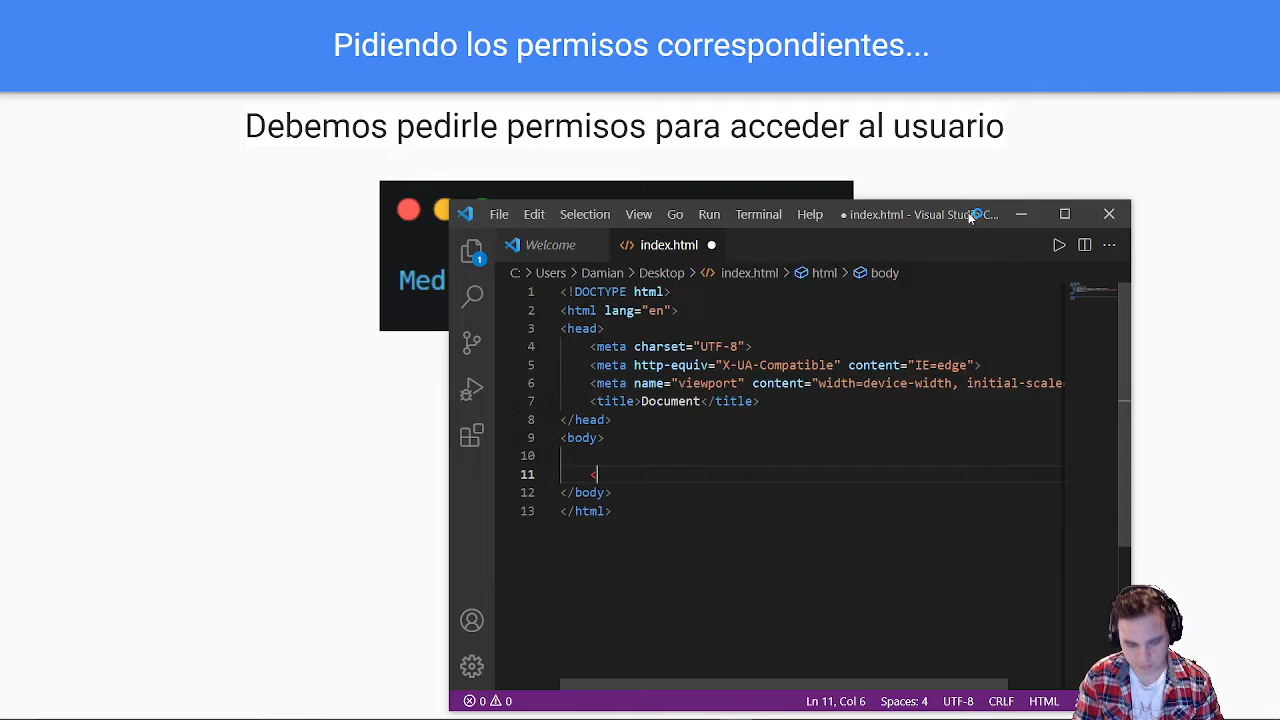 Pidiendo los permisos correspondientes...
Debemos pedirle permisos para acceder al usuario
Med
File Edit Selection View Go Run Terminal Help ● index.html - Visual Studio C...
Welcome index.html
C: > Users > Damian > Desktop > index.html > html > body
1 <!DOCTYPE html>
2 <html lang="en">
3 <head>
4 <meta charset="UTF-8">
5 <meta http-equiv="X-UA-Compatible" content="IE=edge">
6 <meta name="viewport" content="width=device-width, initial-scale=
7 <title>Document</title>
8 </head>
9 <body>
10
11 <
12 </body>
13 </html>
1
0 0 Ln 11, Col 6 Spaces: 4 UTF-8 CRLF HTML